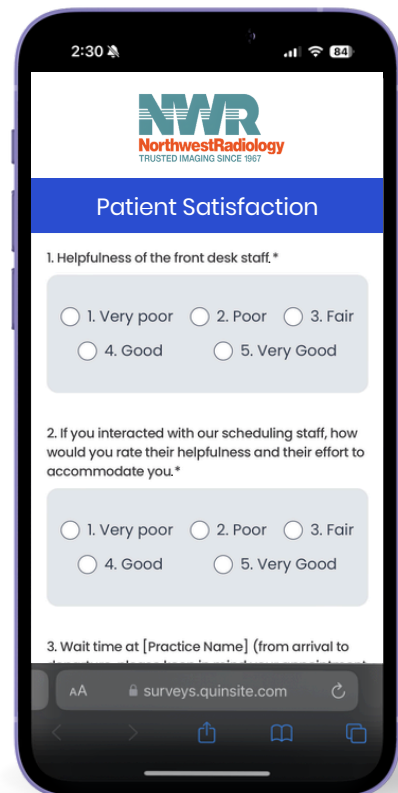 2:30
84
NWR
NorthwestRadiology
TRUSTED IMAGING SINCE 1967
Patient Satisfaction
1. Helpfulness of the front desk staff.*
1. Very poor 2. Poor 3. Fair
4. Good 5. Very Good
2. If you interacted with our scheduling staff, how
would you rate their helpfulness and their effort to
accommodate you.*
1. Very poor 2. Poor 3. Fair
4. Good 5. Very Good
3. Wait time at [Practice Name] (from arrival to
AA surveys.quinsite.com